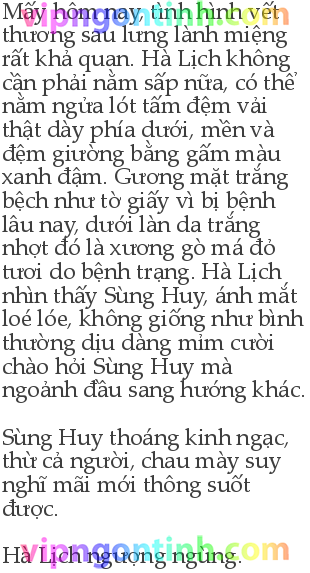 Mấy hôm nay, tình hình vết
thương sau lưng lành miệng
rất khả quan. Hà Lịch không
cần phải nằm sấp nữa, có thể
nằm ngửa lót tấm đệm vải
thật dày phía dưới, mền và
đệm giường bằng gấm màu
xanh đậm. Gương mặt trắng
bệch như tờ giấy vì bị bệnh
lâu nay, dưới làn da trắng
nhợt đó là xương gò má đỏ
tươi do bệnh trạng. Hà Lịch
nhìn thấy Sùng Huy, ánh mắt
loé lóe, không giống như bình
thường dịu dàng mỉm cười
chào hỏi Sùng Huy mà
ngoảnh đầu sang hướng khác.
Sùng Huy thoáng kinh ngạc,
thừ cả người, chau mày suy
nghĩ mãi mới thông suốt
được.
Hà Lịch ngượng ngùng.
vipngontinh.com
vipngontinh.com